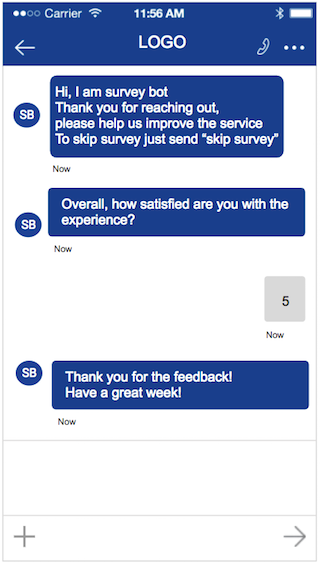 Carrier 11:56 AM
LOGO
SB
Hi, I am survey bot
Thank you for reaching out,
please help us improve the service
To skip survey just send “skip survey”
Now
SB
Overall, how satisfied are you with the
experience?
Now
5
Now
SB
Thank you for the feedback!
Have a great week!
Now